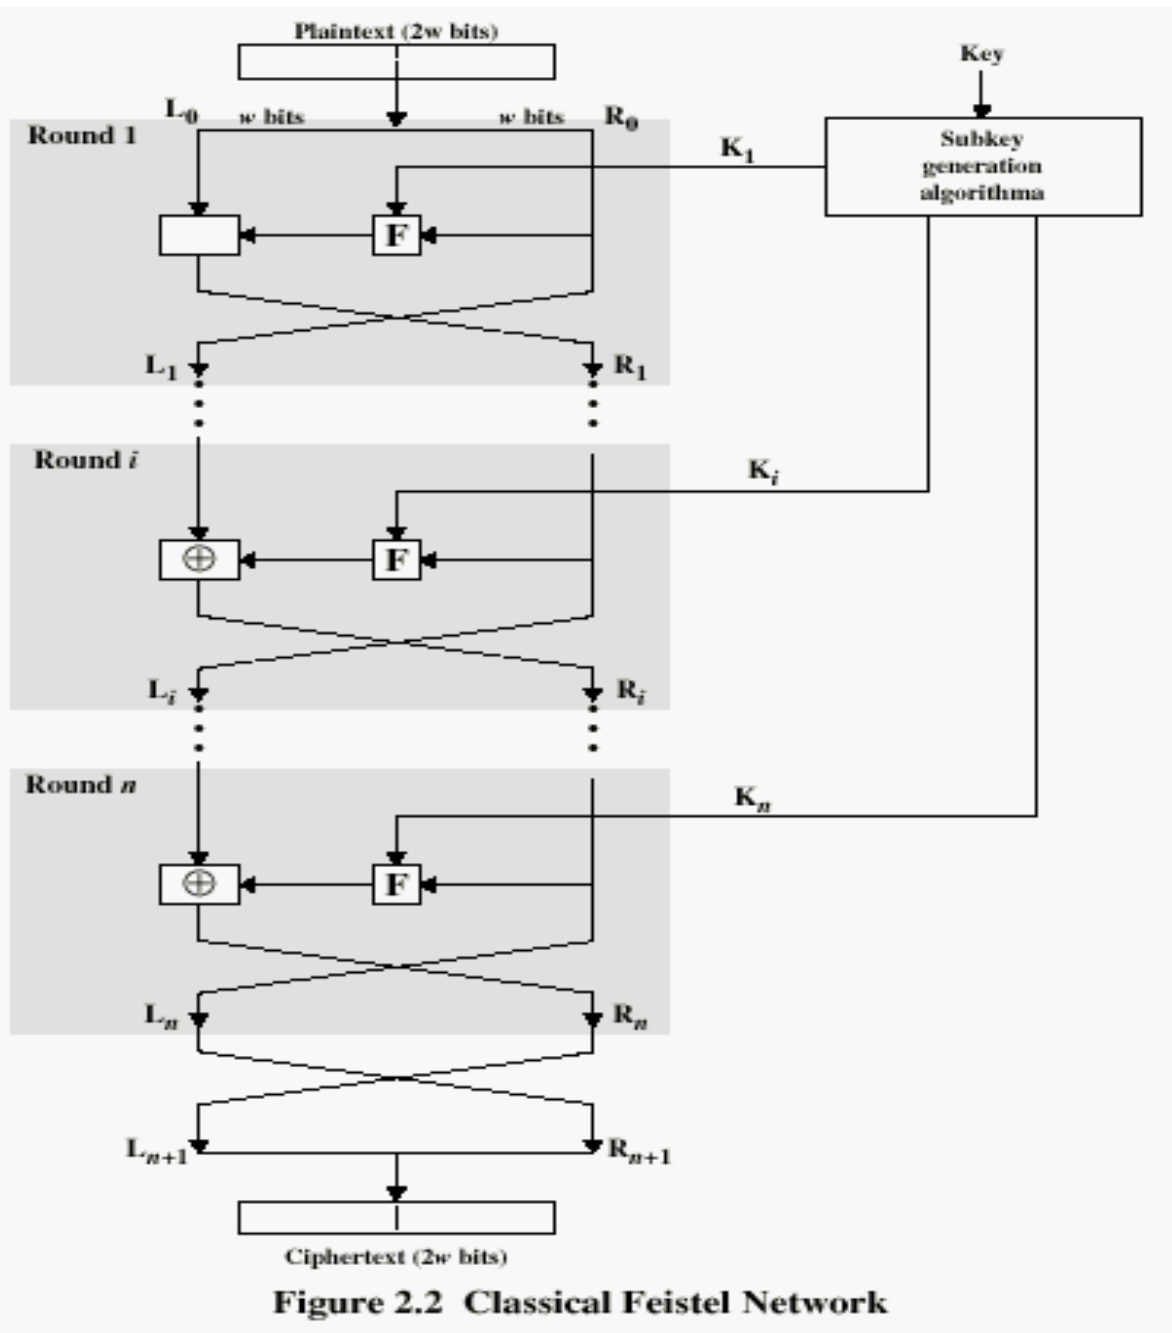 Plaintext (2w bits)
Key
L0 w bits w bits R0
Round 1
K1
Subkey
generation
algorithma
F
L1 R1
Round i
Ki
⊕ F
Li Ri
Round n
Kn
⊕ F
Ln Rn
Ln+1 Rn+1
Ciphertext (2w bits)
Figure 2.2 Classical Feistel Network